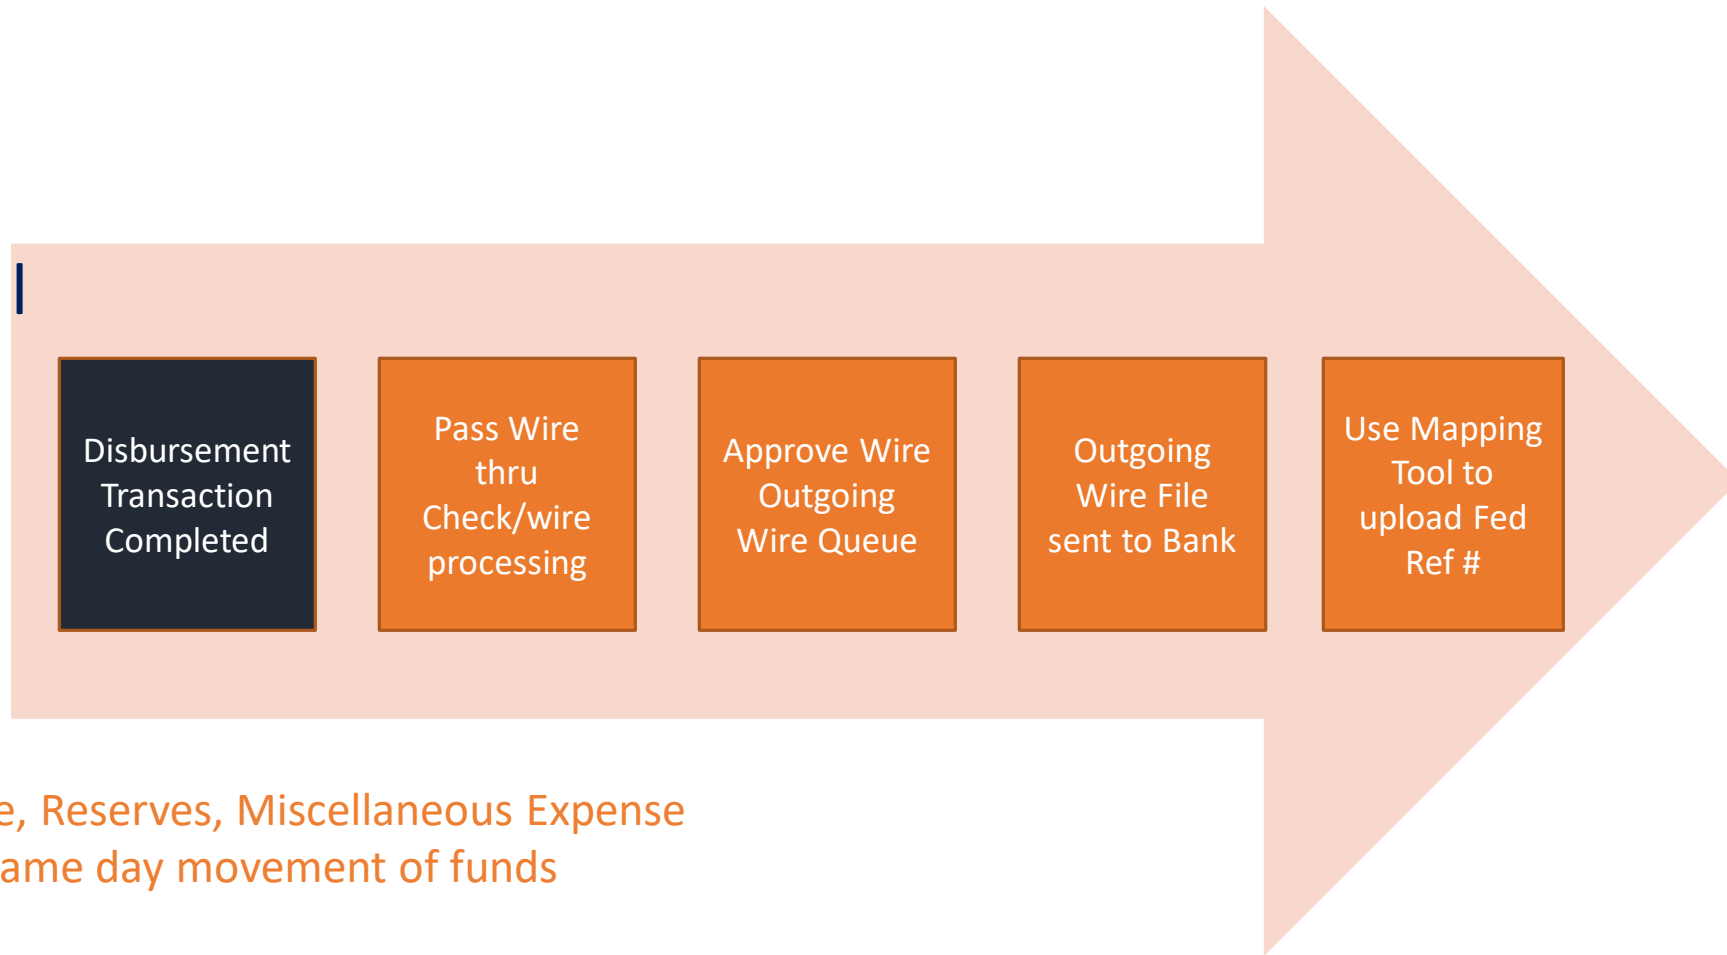 Disbursement
Transaction
Completed
Pass Wire
thru
Check/wire
processing
Approve Wire
Outgoing
Wire Queue
Outgoing
Wire File
sent to Bank
Use Mapping
Tool to
upload Fed
Ref #
Reserves, Miscellaneous Expense
day movement of funds